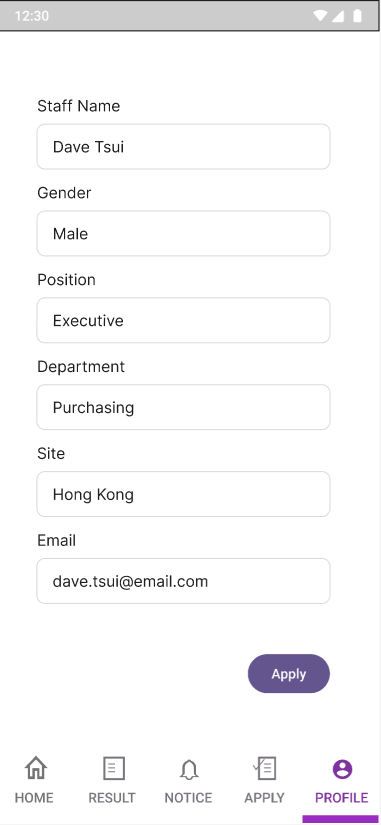 12:30
Staff Name
Dave Tsui
Gender
Male
Position
Executive
Department
Purchasing
Site
Hong Kong
Email
dave.tsui@email.com
Apply
HOME RESULT NOTICE APPLY PROFILE